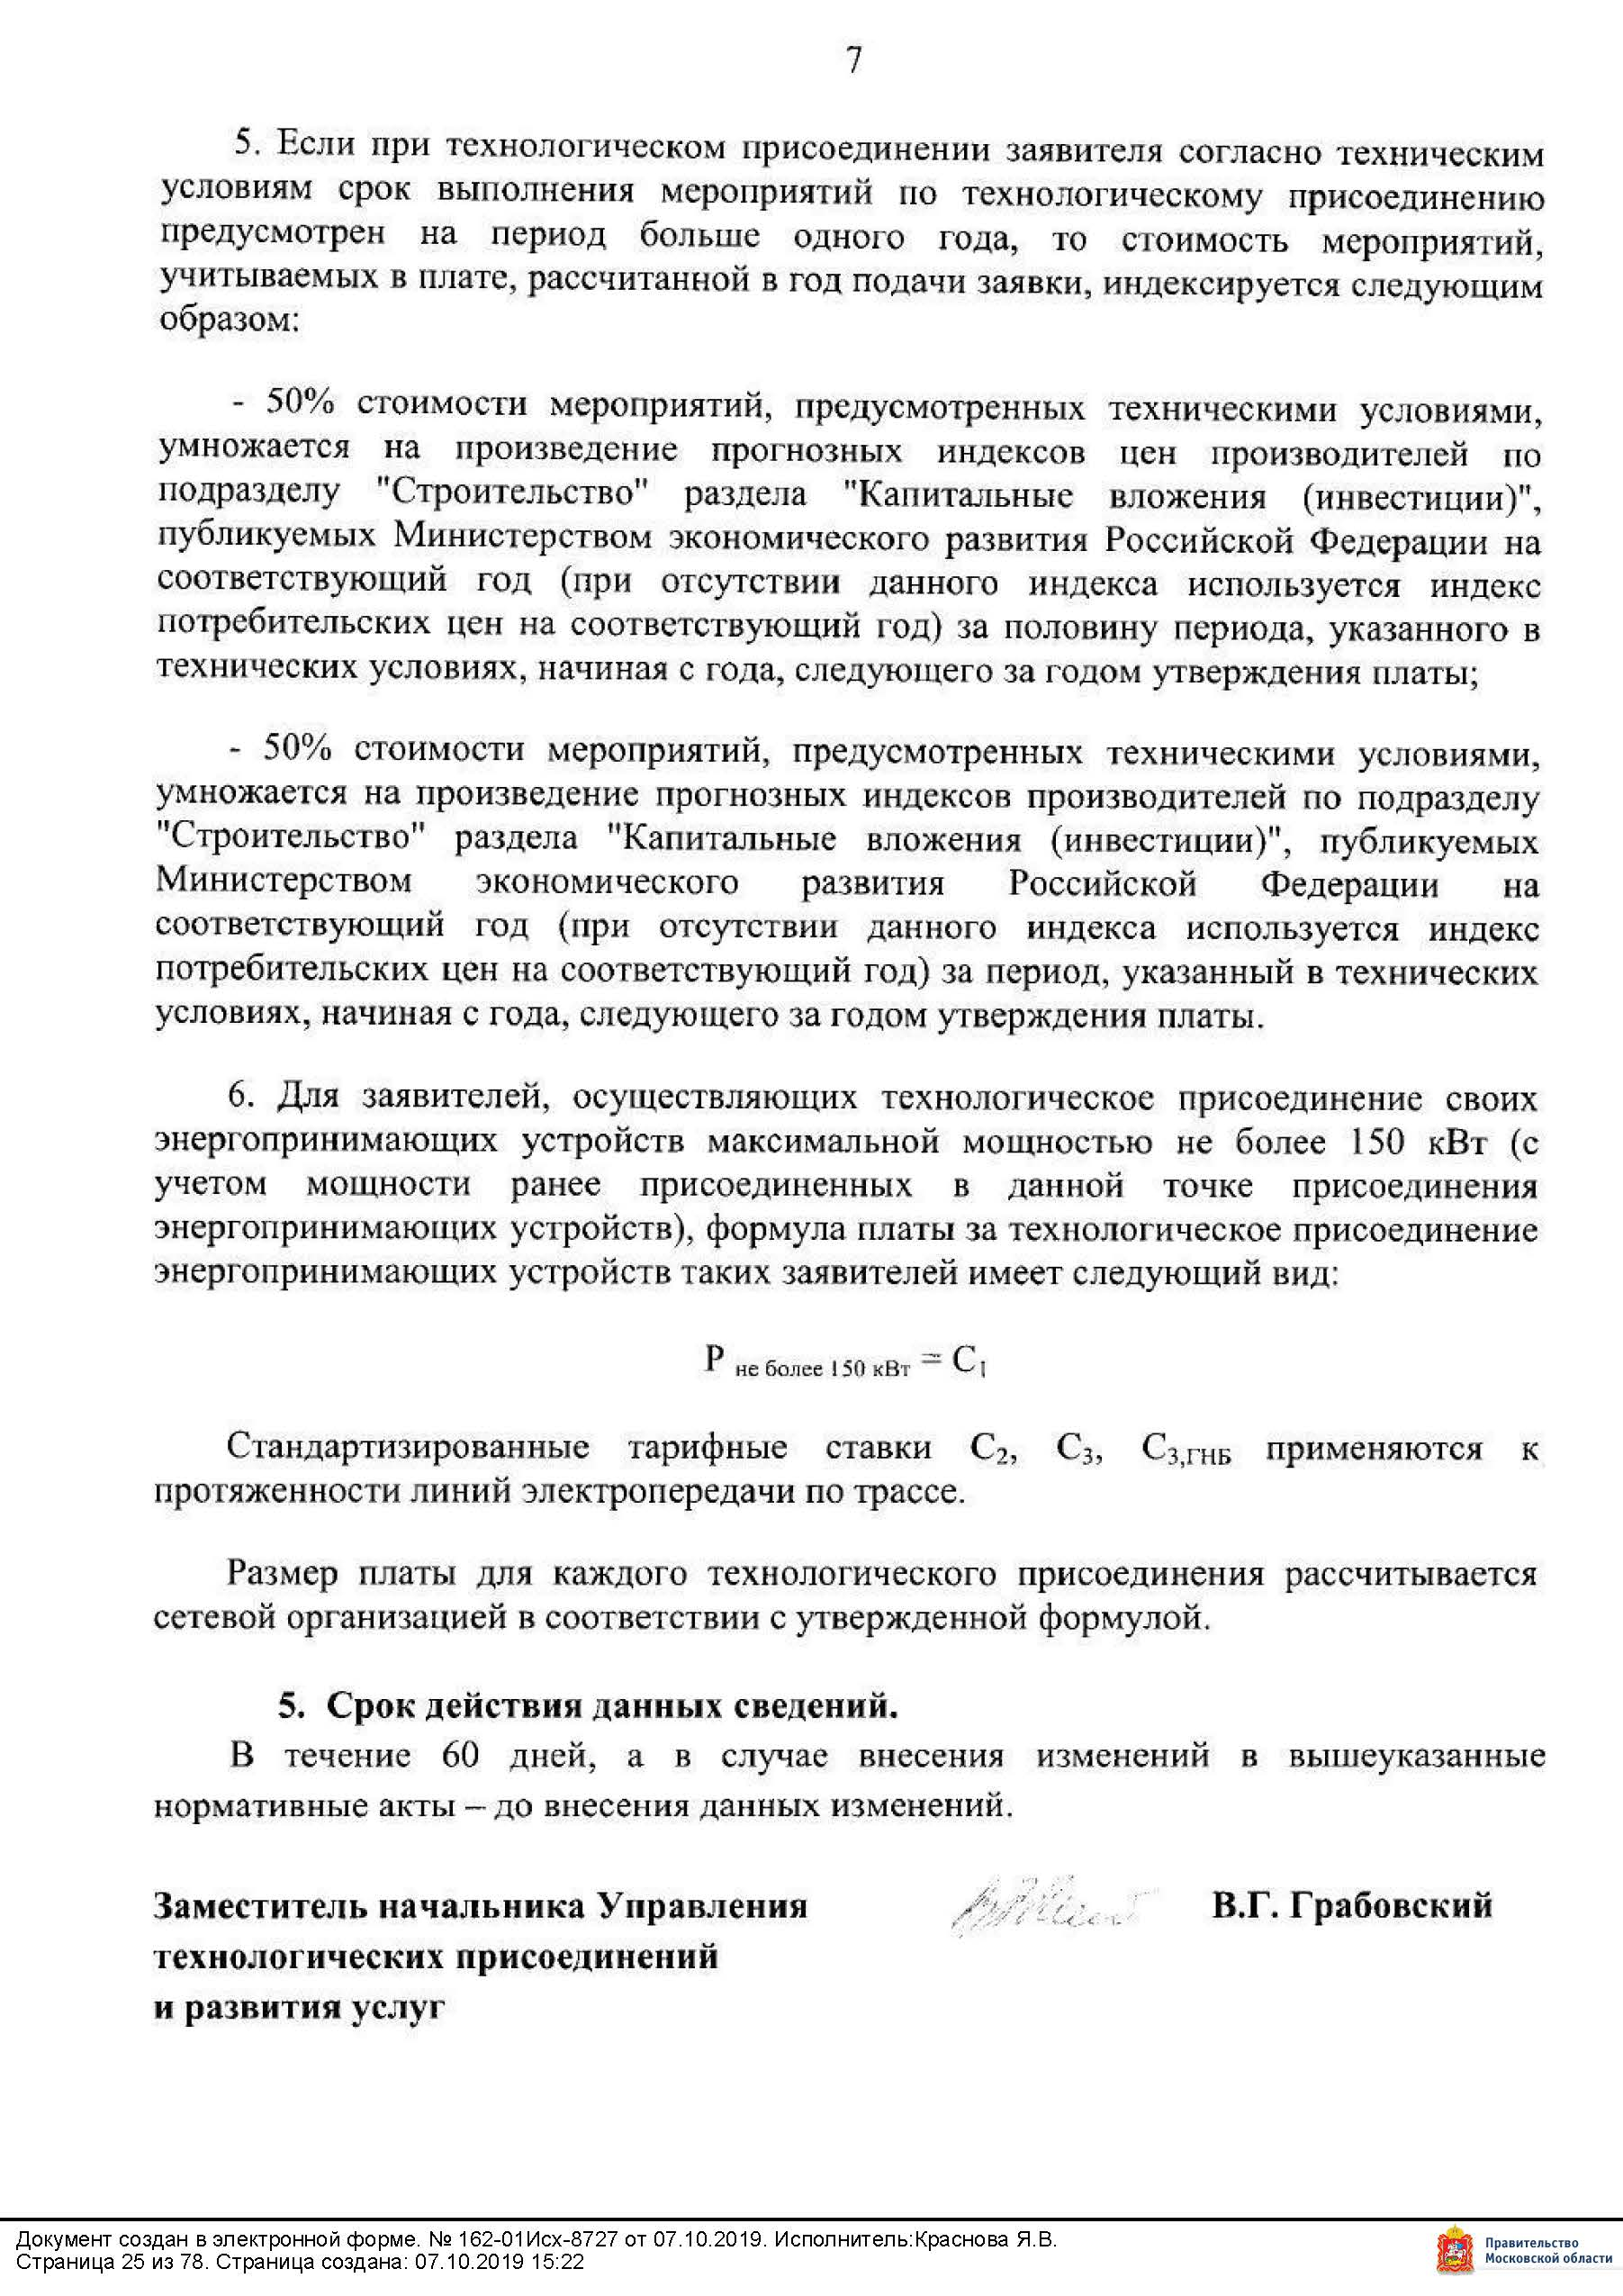 7
5. Если при технологическом присоединении заявителя согласно техническим
условиям срок выполнения мероприятий по технологическому присоединению
предусмотрен на период больше одного года, то стоимость мероприятий,
учитываемых в плате, рассчитанной в год подачи заявки, индексируется следующим
образом:
- 50% стоимости мероприятий, предусмотренных техническими условиями,
умножается на произведение прогнозных индексов цен производителей по
подразделу "Строительство" раздела "Капитальные вложения (инвестиции)",
публикуемых Министерством экономического развития Российской Федерации на
соответствующий год (при отсутствии данного индекса используется индекс
потребительских цен на соответствующий год) за половину периода, указанного в
технических условиях, начиная с года, следующего за годом утверждения платы;
- 50% стоимости мероприятий, предусмотренных техническими условиями,
умножается на произведение прогнозных индексов производителей по подразделу
"Строительство" раздела "Капитальные вложения (инвестиции)", публикуемых
Министерством экономического развития Российской Федерации на
соответствующий год (при отсутствии данного индекса используется индекс
потребительских цен на соответствующий год) за период, указанный в технических
условиях, начиная с года, следующего за годом утверждения платы.
6. Для заявителей, осуществляющих технологическое присоединение своих
энергопринимающих устройств максимальной мощностью не более 150 кВт (с
учетом мощности ранее присоединенных в данной точке присоединения
энергопринимающих устройств), формула платы за технологическое присоединение
энергопринимающих устройств таких заявителей имеет следующий вид:
P не более 150 кВт = C1
Стандартизированные тарифные ставки С2, С3, С3,ГНБ применяются к
протяженности линий электропередачи по трассе.
Размер платы для каждого технологического присоединения рассчитывается
сетевой организацией в соответствии с утвержденной формулой.
5. Срок действия данных сведений.
В течение 60 дней, а в случае внесения изменений в вышеуказанные
нормативные акты – до внесения данных изменений.
Заместитель начальника Управления В.Г. Грабовский
технологических присоединений
и развития услуг
Документ создан в электронной форме. № 162-01Исх-8727 от 07.10.2019. Исполнитель:Краснова Я.В.
Страница 25 из 78. Страница создана: 07.10.2019 15:22
Правительство
Московской области